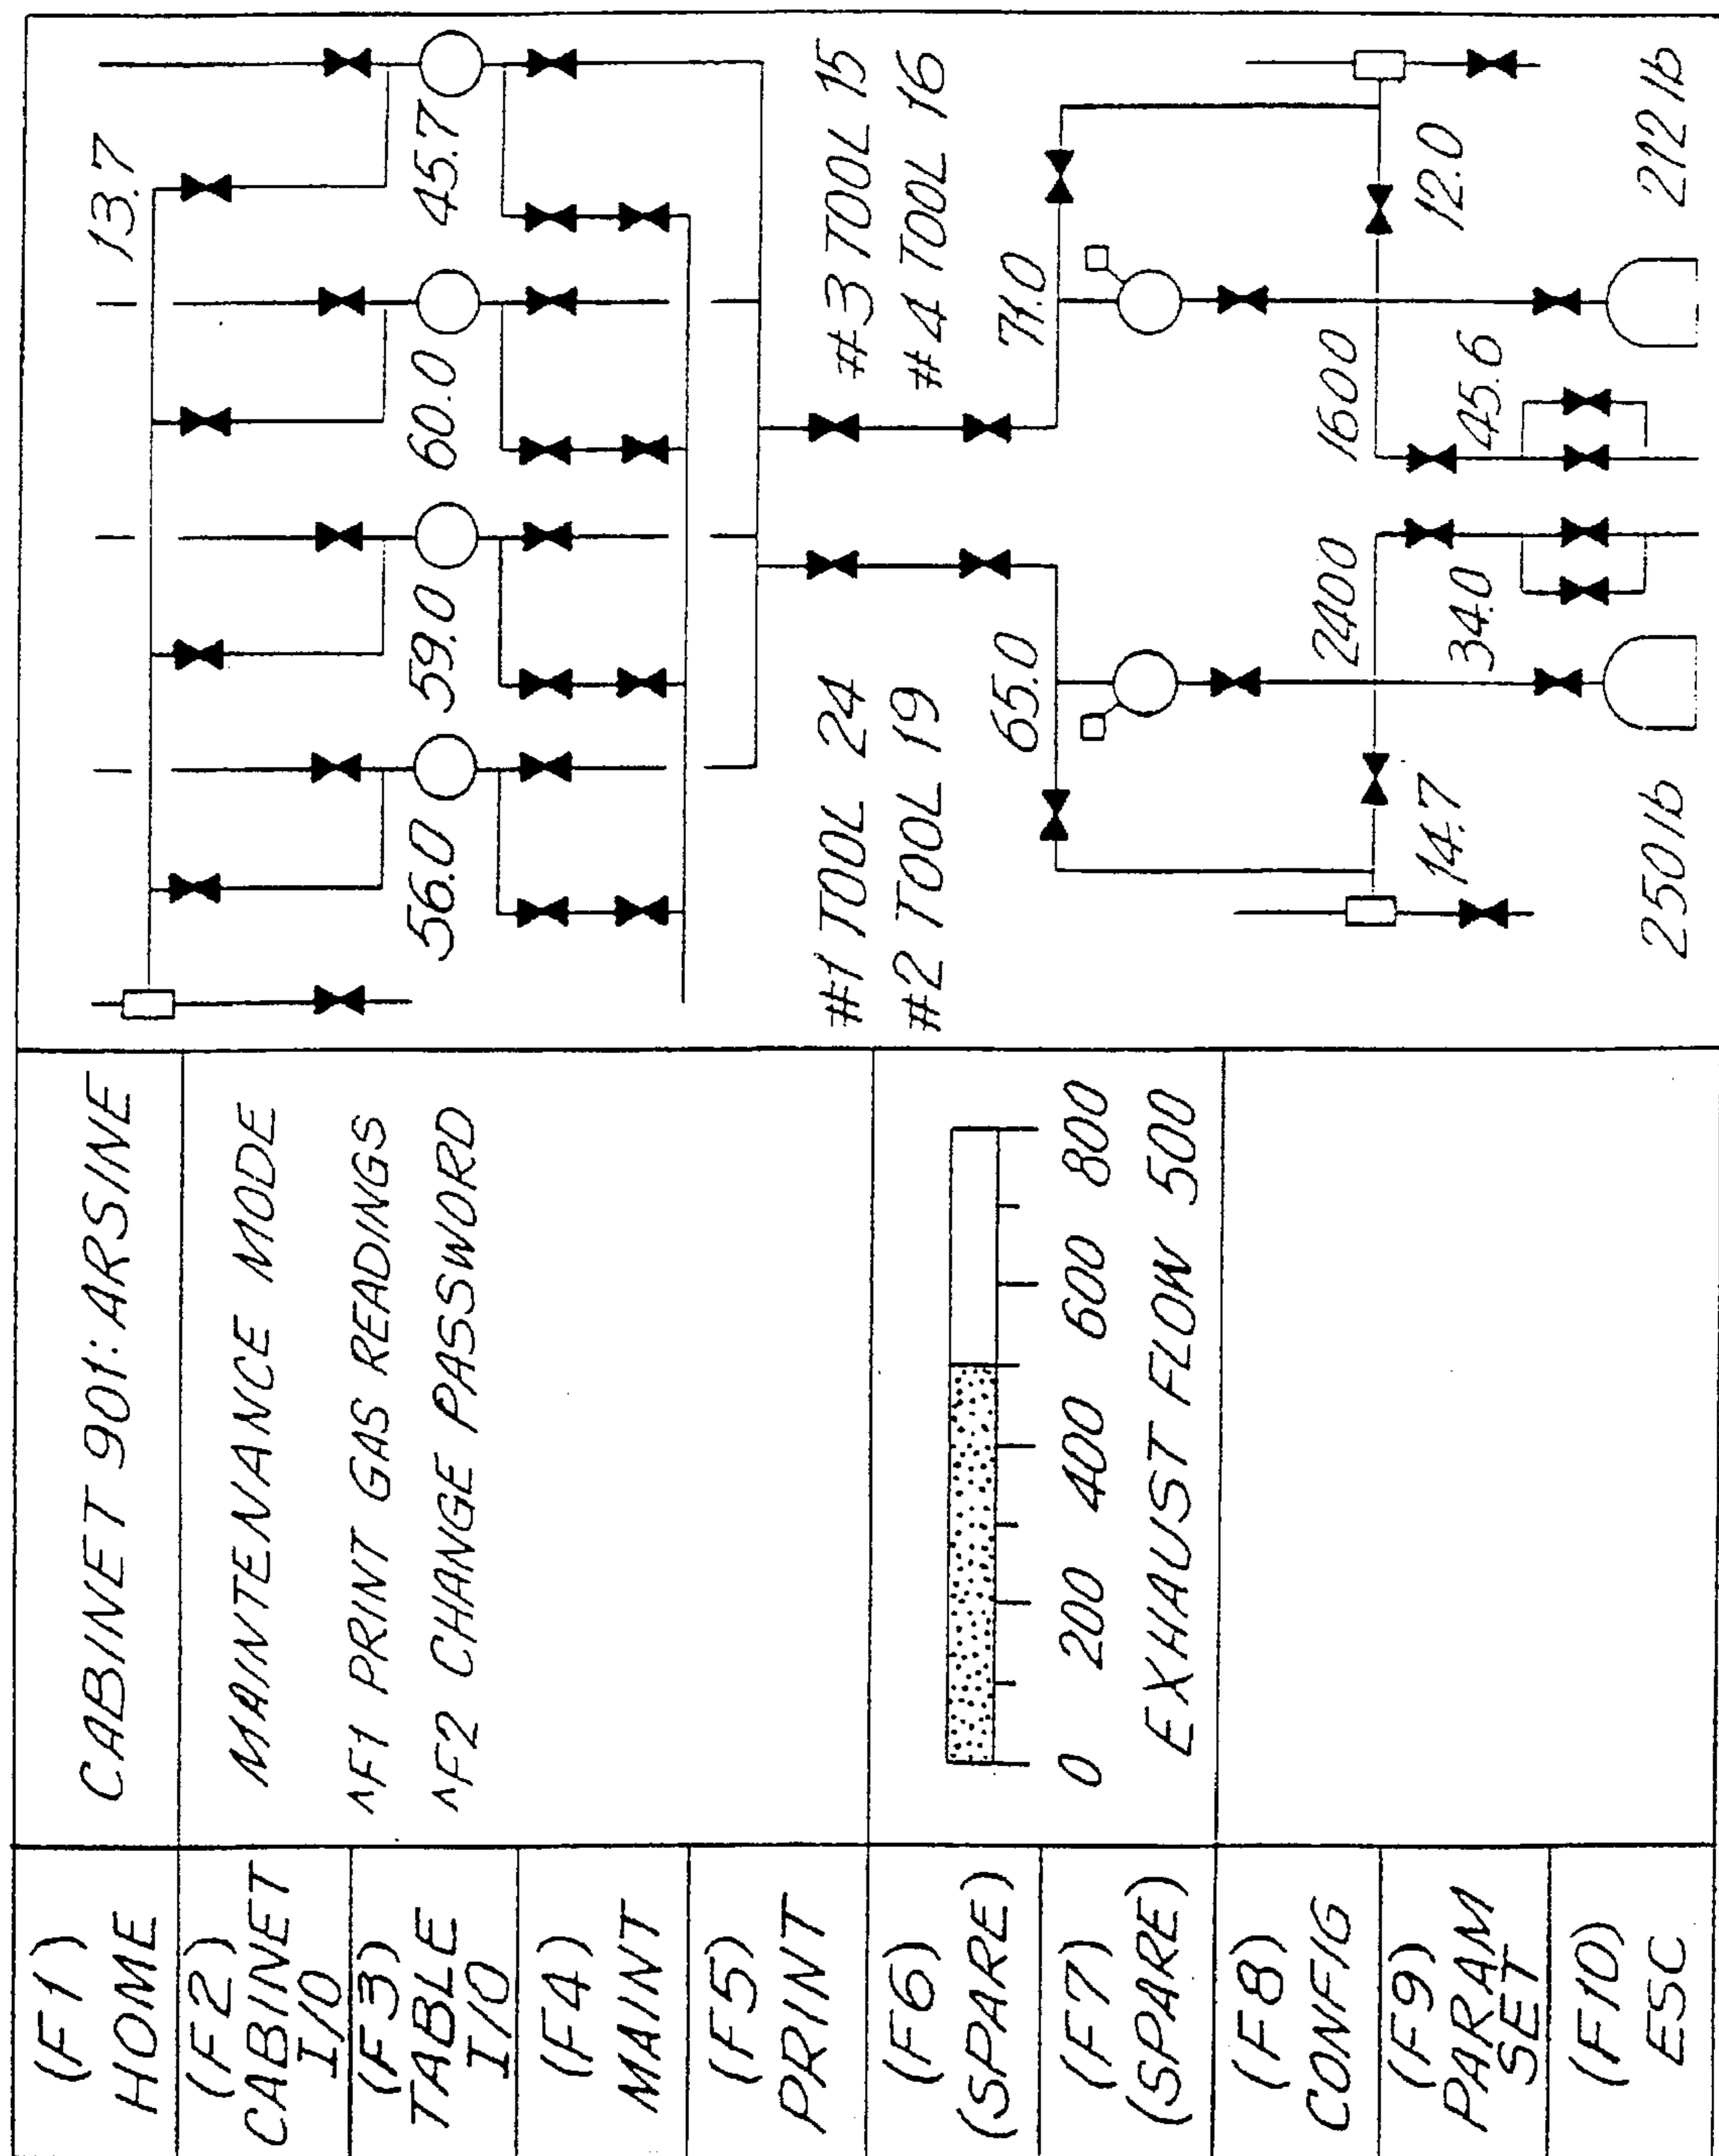 (F1)
HOME
(F2)
CABINET
I/O
(F3)
TABLE
I/O
(F4)
MAINT
(F5)
PRINT
(F6)
(SPARE)
(F7)
(SPARE)
(F8)
CONFIG
(F9)
PARAM
SET
(F10)
ESC
CABINET 901: ARSINE
MAINTENANCE MODE
^F1 PRINT GAS READINGS
^F2 CHANGE PASSWORD
0 200 400 600 800
EXHAUST FLOW 500
13.7
56.0 59.0 60.0 45.7
#1 TOOL 24 #3 TOOL 15
#2 TOOL 19 #4 TOOL 16
65.0 71.0
2400 1600
14.7 34.0 45.6 12.0
250 lb 212 lb